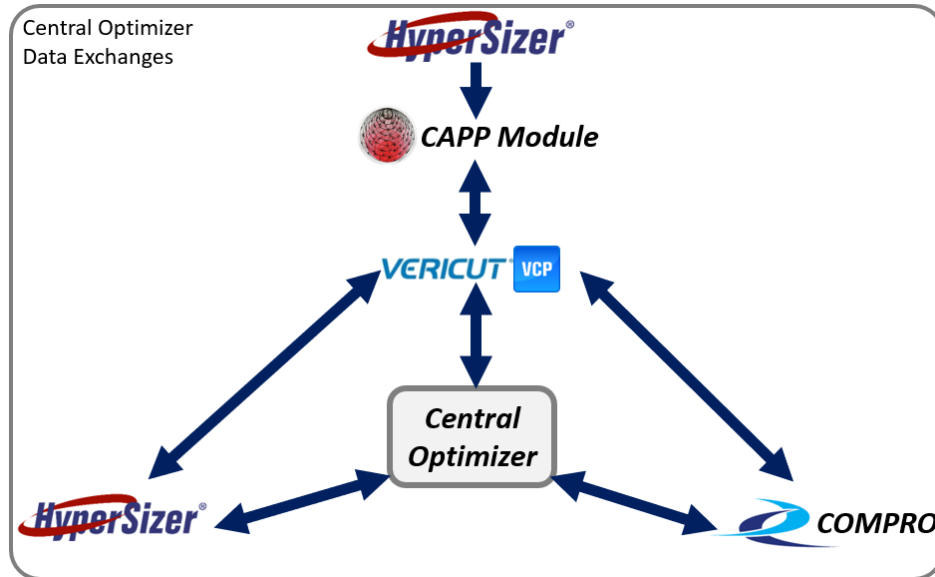 Central Optimizer
Data Exchanges
HyperSizer®
CAPP Module
VERICUT® VCP
Central
Optimizer
HyperSizer®
COMPRO